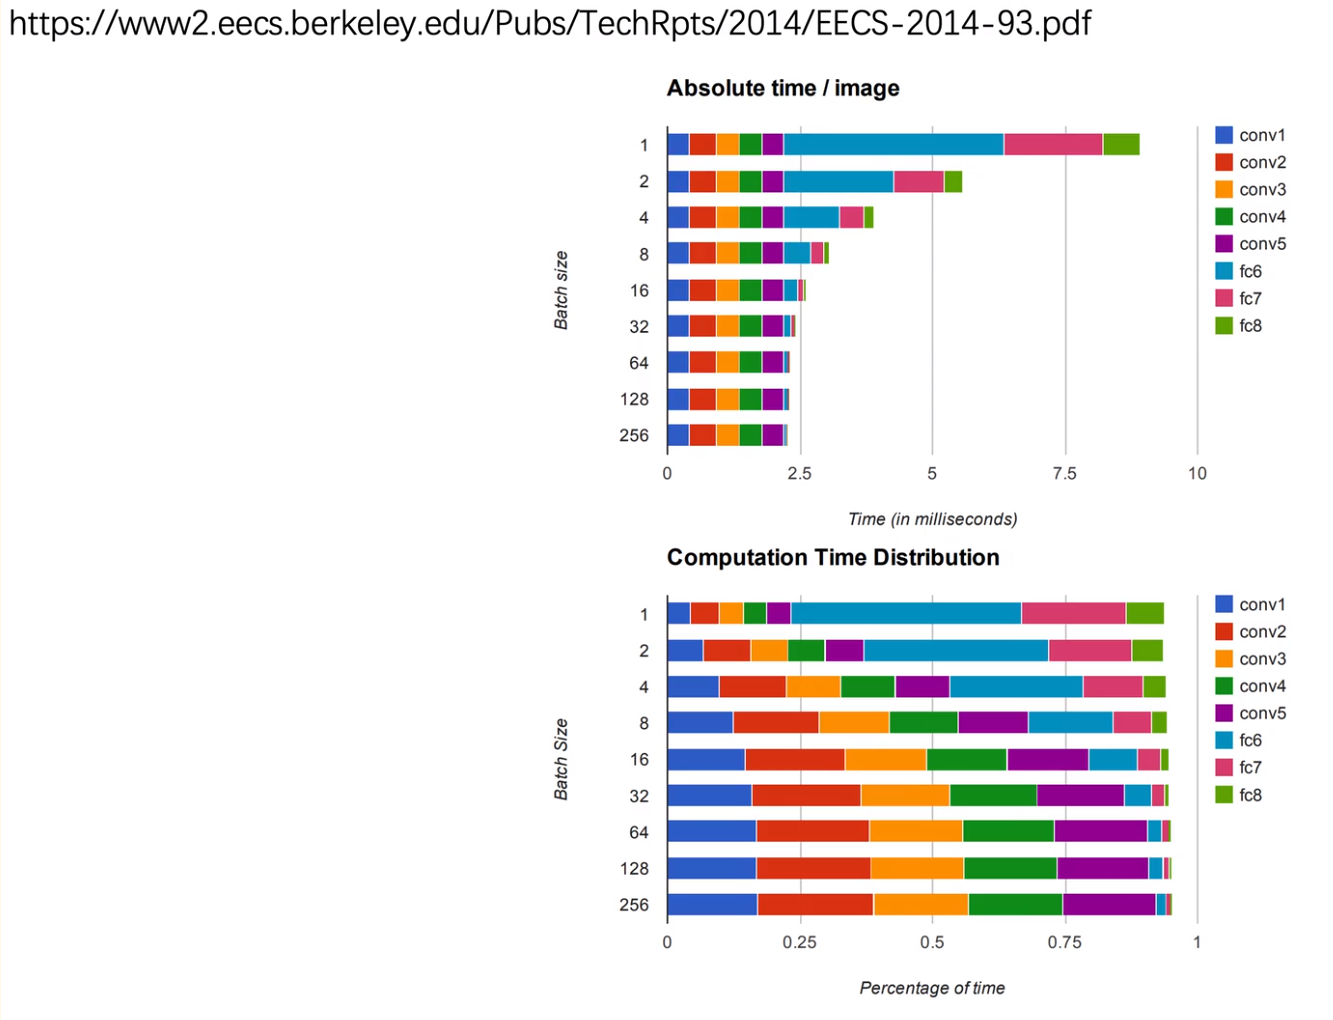 https://www2.eecs.berkeley.edu/Pubs/TechRpts/2014/EECS-2014-93.pdf
Absolute time / image
Batch size
1
2
4
8
16
32
64
128
256
0 2.5 5 7.5 10
Time (in milliseconds)
conv1
conv2
conv3
conv4
conv5
fc6
fc7
fc8
Computation Time Distribution
Batch Size
1
2
4
8
16
32
64
128
256
0 0.25 0.5 0.75 1
Percentage of time
conv1
conv2
conv3
conv4
conv5
fc6
fc7
fc8